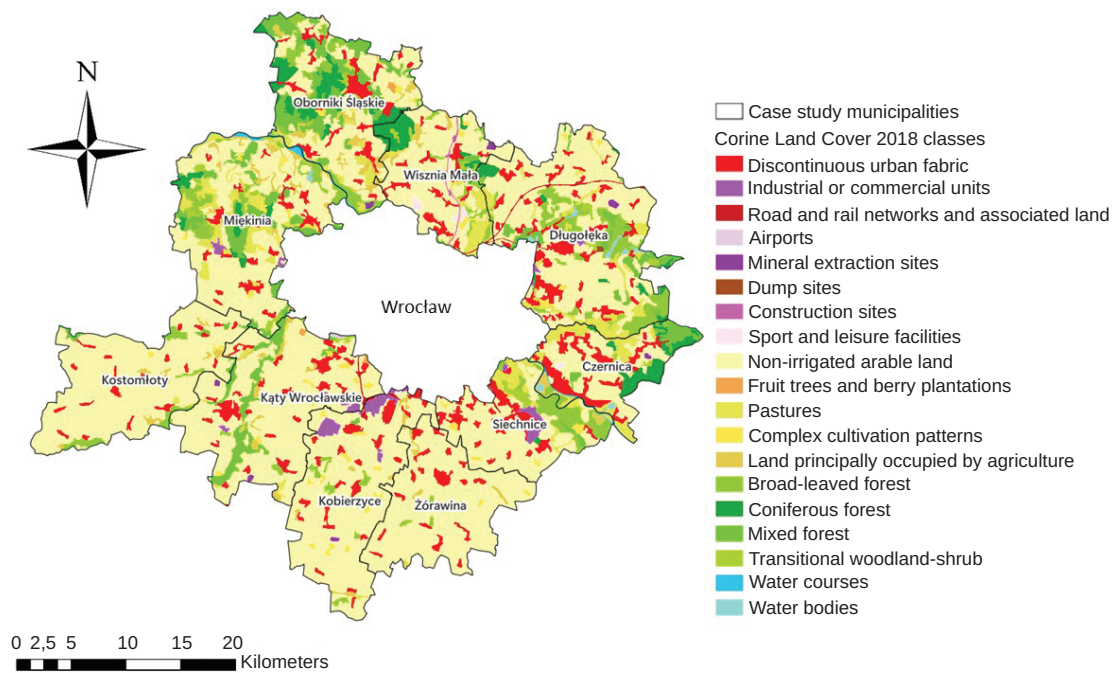 N
Oborniki Śląskie
Wisznia Mała
Miękinia
Długołęka
Wrocław
Czernica
Kostomłoty
Kąty Wrocławskie
Siechnice
Kobierzyce
Żórawina
0 2,5 5 10 15 20
Kilometers
Case study municipalities
Corine Land Cover 2018 classes
Discontinuous urban fabric
Industrial or commercial units
Road and rail networks and associated land
Airports
Mineral extraction sites
Dump sites
Construction sites
Sport and leisure facilities
Non-irrigated arable land
Fruit trees and berry plantations
Pastures
Complex cultivation patterns
Land principally occupied by agriculture
Broad-leaved forest
Coniferous forest
Mixed forest
Transitional woodland-shrub
Water courses
Water bodies